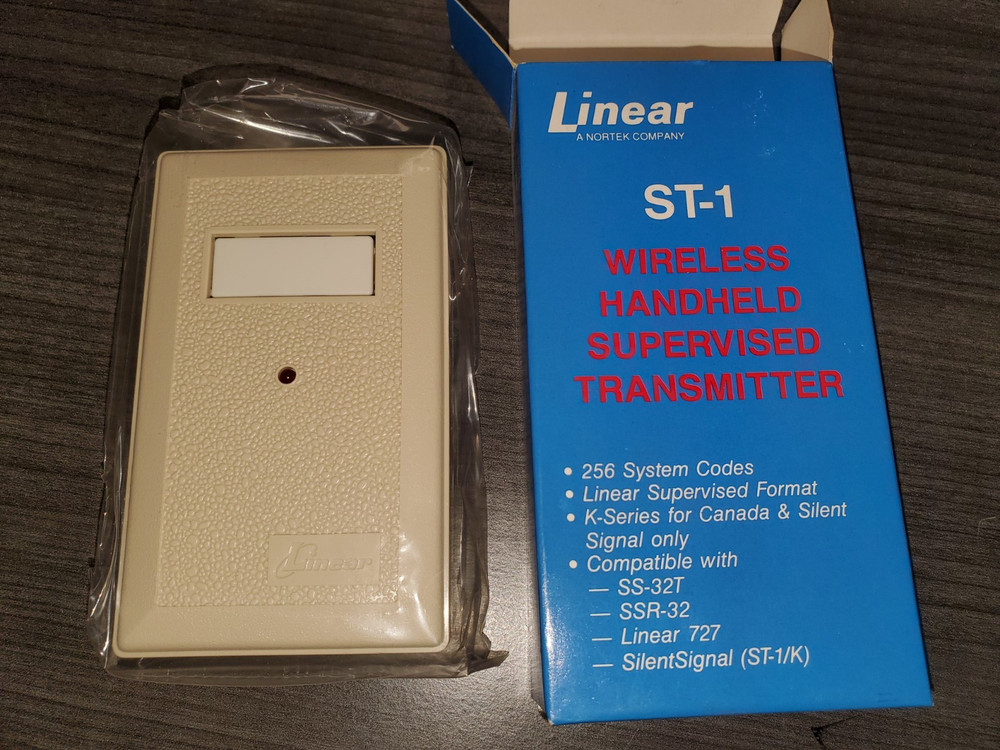 Linear
Linear
A NORTEK COMPANY
ST-1
WIRELESS
HANDHELD
SUPERVISED
TRANSMITTER
• 256 System Codes
• Linear Supervised Format
• K-Series for Canada & Silent
Signal only
• Compatible with
— SS-32T
— SSR-32
— Linear 727
— SilentSignal (ST-1/K)